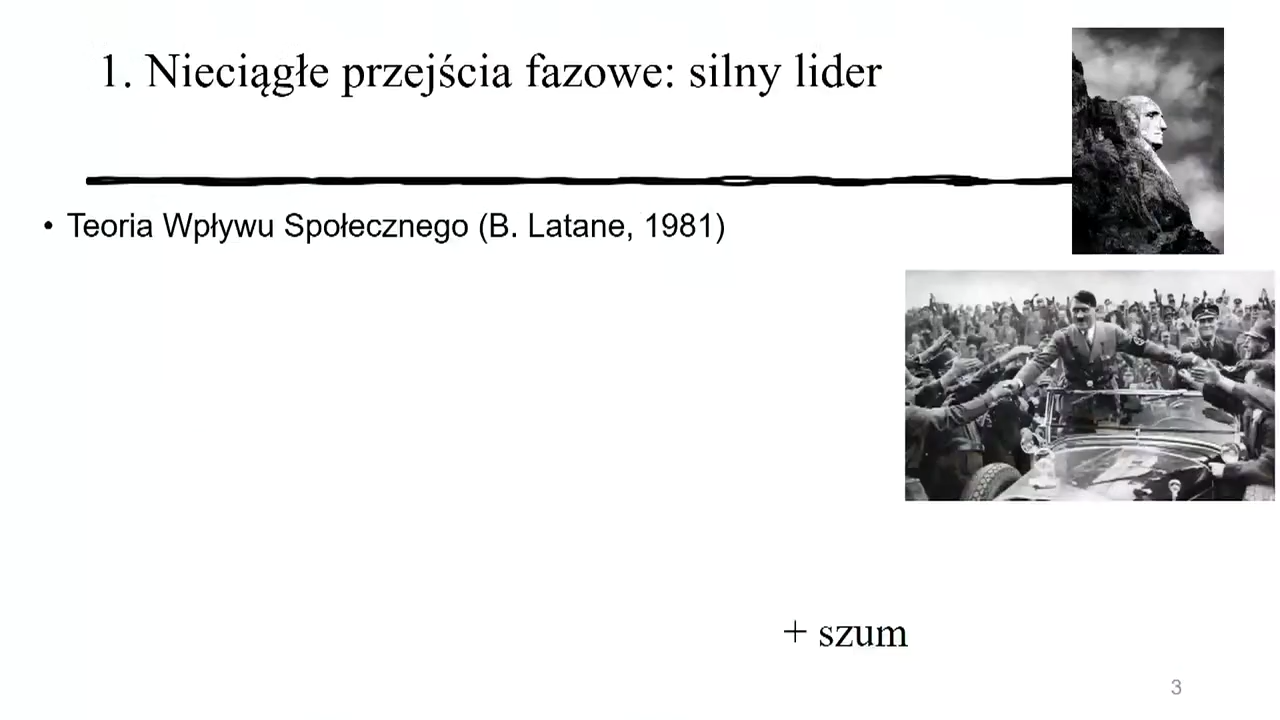 1. Nieciągłe przejścia fazowe: silny lider
• Teoria Wpływu Społecznego (B. Latane, 1981)
+ szum
3